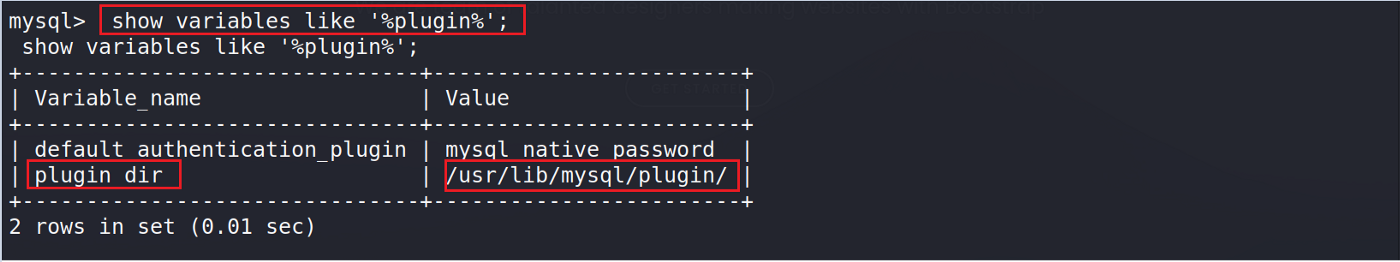 mysql> show variables like '%plugin%';
show variables like '%plugin%';
+-------------------------------+------------------------+
| Variable_name                 | Value                  |
+-------------------------------+------------------------+
| default_authentication_plugin | mysql_native_password  |
| plugin_dir                    | /usr/lib/mysql/plugin/ |
+-------------------------------+------------------------+
2 rows in set (0.01 sec)